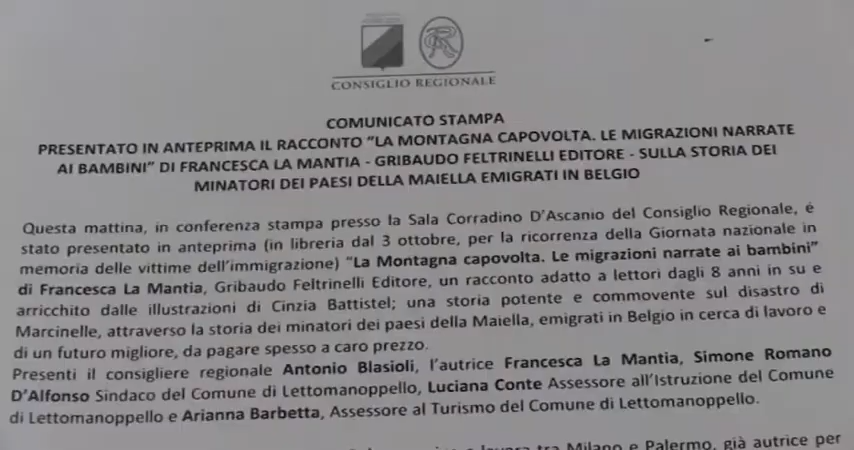 CONSIGLIO REGIONALE
COMUNICATO STAMPA
PRESENTATO IN ANTEPRIMA IL RACCONTO "LA MONTAGNA CAPOVOLTA. LE MIGRAZIONI NARRATE
AI BAMBINI" DI FRANCESCA LA MANTIA - GRIBAUDO FELTRINELLI EDITORE - SULLA STORIA DEI
MINATORI DEI PAESI DELLA MAIELLA EMIGRATI IN BELGIO
Questa mattina, in conferenza stampa presso la Sala Corradino D'Ascanio del Consiglio Regionale, è
stato presentato in anteprima (in libreria dal 3 ottobre, per la ricorrenza della Giornata nazionale in
memoria delle vittime dell'immigrazione) "La Montagna capovolta. Le migrazioni narrate ai bambini"
di Francesca La Mantia, Gribaudo Feltrinelli Editore, un racconto adatto a lettori dagli 8 anni in su e
arricchito dalle illustrazioni di Cinzia Battistel; una storia potente e commovente sul disastro di
Marcinelle, attraverso la storia dei minatori dei paesi della Maiella, emigrati in Belgio in cerca di lavoro e
di un futuro migliore, da pagare spesso a caro prezzo.
Presenti il consigliere regionale Antonio Blasioli, l'autrice Francesca La Mantia, Simone Romano
D'Alfonso Sindaco del Comune di Lettomanoppello, Luciana Conte Assessore all'Istruzione del Comune
di Lettomanoppello e Arianna Barbetta, Assessore al Turismo del Comune di Lettomanoppello.
e lavora tra Milano e Palermo, già autrice per